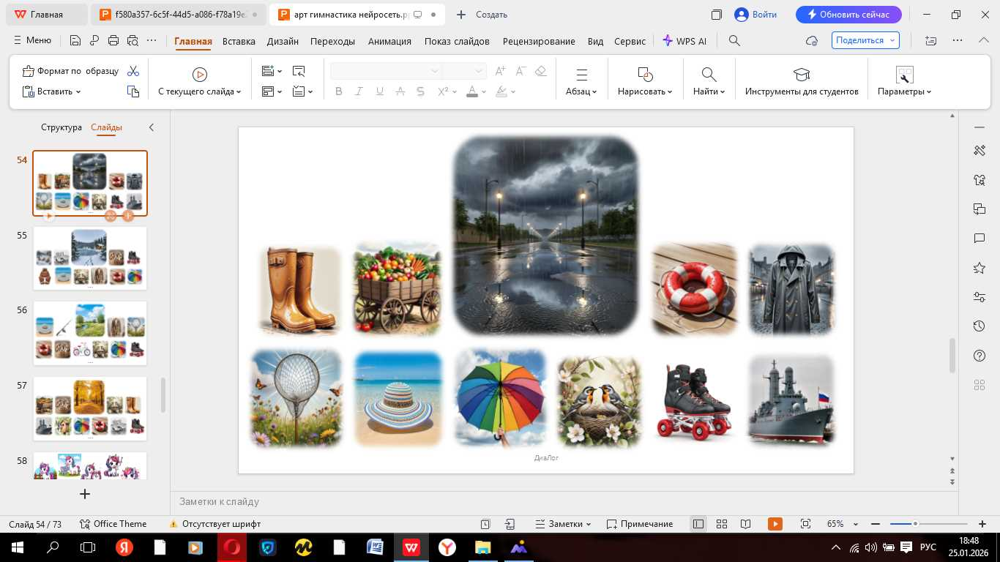 Главная
f580a357-6c5f-44d5-a086-f78a19e
арт гимнастика нейросеть.pp
Создать
Войти
Обновить сейчас
Меню
Главная
Вставка
Дизайн
Переходы
Анимация
Показ слайдов
Рецензирование
Вид
Сервис
WPS AI
Поделиться
Формат по образцу
Вставить
С текущего слайда
Абзац
Нарисовать
Найти
Инструменты для студентов
Параметры
Структура
Слайды
54
55
56
57
58
ДиаЛог
Заметки к слайду
Слайд 54 / 73
Office Theme
Отсутствует шрифт
Заметки
Примечание
65%
РУС
18:48
25.01.2026